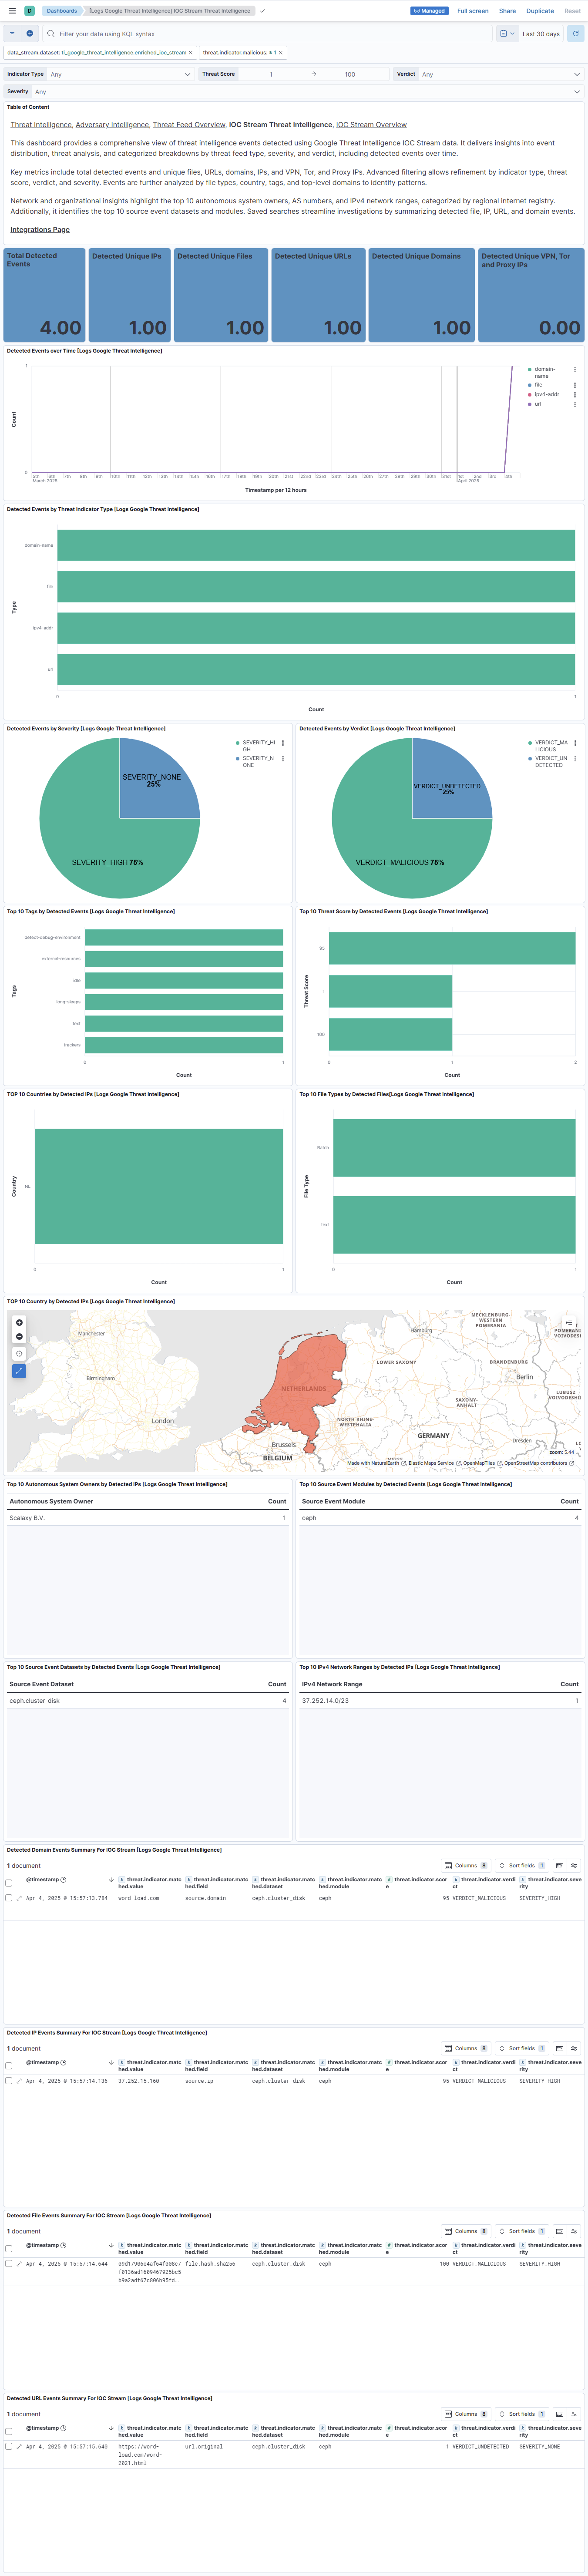 D Dashboards [Logs Google Threat Intelligence] IOC Stream Threat Intelligence Managed Full screen Share Duplicate Reset
Filter your data using KQL syntax Last 30 days
data_stream.dataset: ti_google_threat_intelligence.enriched_ioc_stream × threat.indicator.malicious: ≥ 1 ×
Indicator Type Any Threat Score 1 → 100 Verdict Any
Severity Any
Table of Content
Threat Intelligence, Adversary Intelligence, Threat Feed Overview, IOC Stream Threat Intelligence, IOC Stream Overview
This dashboard provides a comprehensive view of threat intelligence events detected using Google Threat Intelligence IOC Stream data. It delivers insights into event
distribution, threat analysis, and categorized breakdowns by threat feed type, severity, and verdict, including detected events over time.
Key metrics include total detected events and unique files, URLs, domains, IPs, and VPN, Tor, and Proxy IPs. Advanced filtering allows refinement by indicator type, threat
score, verdict, and severity. Events are further analyzed by file types, country, tags, and top-level domains to identify patterns.
Network and organizational insights highlight the top 10 autonomous system owners, AS numbers, and IPv4 network ranges, categorized by regional internet registry.
Additionally, it identifies the top 10 source event datasets and modules. Saved searches streamline investigations by summarizing detected file, IP, URL, and domain events.
Integrations Page
Total Detected Events 4.00
Detected Unique IPs 1.00
Detected Unique Files 1.00
Detected Unique URLs 1.00
Detected Unique Domains 1.00
Detected Unique VPN, Tor and Proxy IPs 0.00
Detected Events over Time [Logs Google Threat Intelligence]
Count
1
0
domain-name
file
ipv4-addr
url
5th 6th 7th 8th 9th 10th 11th 12th 13th 14th 15th 16th 17th 18th 19th 20th 21st 22nd 23rd 24th 25th 26th 27th 28th 29th 30th 31st 1st 2nd 3rd 4th
March 2025 April 2025
Timestamp per 12 hours
Detected Events by Threat Indicator Type [Logs Google Threat Intelligence]
Type
domain-name
file
ipv4-addr
url
0 1
Count
Detected Events by Severity [Logs Google Threat Intelligence]
SEVERITY_NONE
25%
SEVERITY_HIGH 75%
SEVERITY_HI
GH
SEVERITY_N
ONE
Detected Events by Verdict [Logs Google Threat Intelligence]
VERDICT_UNDETECTED
25%
VERDICT_MALICIOUS 75%
VERDICT_MA
LICIOUS
VERDICT_UN
DETECTED
Top 10 Tags by Detected Events [Logs Google Threat Intelligence]
Tags
detect-debug-environment
external-resources
idle
long-sleeps
text
trackers
0 1
Count
Top 10 Threat Score by Detected Events [Logs Google Threat Intelligence]
Threat Score
95
1
100
0 1 2
Count
TOP 10 Countries by Detected IPs [Logs Google Threat Intelligence]
Country
NL
0 1
Count
Top 10 File Types by Detected Files[Logs Google Threat Intelligence]
File Type
Batch
text
0 1
Count
TOP 10 Country by Detected IPs [Logs Google Threat Intelligence]
Manchester
Birmingham
London
NETHERLANDS
Brussels
BELGIUM
Hamburg
MECKLENBURG-
WESTERN
POMERANIA
LOWER SAXONY
BRANDENBURG
Berlin
SAXONY-
ANHALT
NORTH RHINE-
WESTPHALIA
GERMANY
Dresden
zoom: 5.44
Made with NaturalEarth , Elastic Maps Service , OpenMapTiles , OpenStreetMap contributors
Top 10 Autonomous System Owners by Detected IPs [Logs Google Threat Intelligence]
Autonomous System Owner Count
Scalaxy B.V. 1
Top 10 Source Event Modules by Detected Events [Logs Google Threat Intelligence]
Source Event Module Count
ceph 4
Top 10 Source Event Datasets by Detected Events [Logs Google Threat Intelligence]
Source Event Dataset Count
ceph.cluster_disk 4
Top 10 IPv4 Network Ranges by Detected IPs [Logs Google Threat Intelligence]
IPv4 Network Range Count
37.252.14.0/23 1
Detected Domain Events Summary For IOC Stream [Logs Google Threat Intelligence]
1 document Columns 8 Sort fields 1
@timestamp threat.indicator.matched.value threat.indicator.matched.field threat.indicator.matched.dataset threat.indicator.matched.module threat.indicator.score threat.indicator.verdict threat.indicator.severity
Apr 4, 2025 @ 15:57:13.784 word-load.com source.domain ceph.cluster_disk ceph 95 VERDICT_MALICIOUS SEVERITY_HIGH
Detected IP Events Summary For IOC Stream [Logs Google Threat Intelligence]
1 document Columns 8 Sort fields 1
@timestamp threat.indicator.matched.value threat.indicator.matched.field threat.indicator.matched.dataset threat.indicator.matched.module threat.indicator.score threat.indicator.verdict threat.indicator.severity
Apr 4, 2025 @ 15:57:14.136 37.252.15.160 source.ip ceph.cluster_disk ceph 95 VERDICT_MALICIOUS SEVERITY_HIGH
Detected File Events Summary For IOC Stream [Logs Google Threat Intelligence]
1 document Columns 8 Sort fields 1
@timestamp threat.indicator.matched.value threat.indicator.matched.field threat.indicator.matched.dataset threat.indicator.matched.module threat.indicator.score threat.indicator.verdict threat.indicator.severity
Apr 4, 2025 @ 15:57:14.644 file.hash.sha256 ceph.cluster_disk ceph 100 VERDICT_MALICIOUS SEVERITY_HIGH
Detected URL Events Summary For IOC Stream [Logs Google Threat Intelligence]
1 document Columns 8 Sort fields 1
@timestamp threat.indicator.matched.value threat.indicator.matched.field threat.indicator.matched.dataset threat.indicator.matched.module threat.indicator.score threat.indicator.verdict threat.indicator.severity
Apr 4, 2025 @ 15:57:15.640 https://word-load.com/word-2021.html url.original ceph.cluster_disk ceph 1 VERDICT_UNDETECTED SEVERITY_NONE